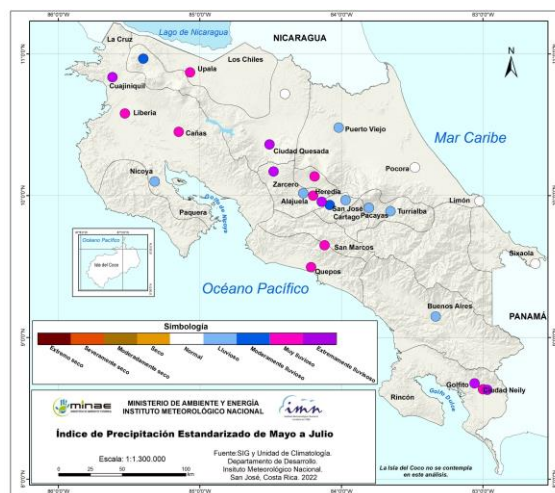 86°0'0"W 85°0'0"W 84°0'0"W 83°0'0"W
Lago de Nicaragua
NICARAGUA
La Cruz
Los Chiles
N
11°0'0"N
Upala
Cuajiniquil
Liberia
Cañas
Puerto Viejo
Mar Caribe
Ciudad Quesada
Pocora
Zarcero
Nicoya
Heredia
10°0'0"N
Alajuela
San José
Limón
Cartago
Pacayas
Turrialba
Golfo de Nicoya
Paquera
San Marcos
Sixaola
Océano Pacífico
Isla del Coco
Quepos
Océano Pacífico
Buenos Aires
PANAMÁ
Simbología
Extremo seco
Severamente seco
Moderadamente seco
Seco
Normal
Lluvioso
Moderamente lluvioso
Muy lluvioso
Extremamente lluvioso
9°0'0"N
Golfito
Ciudad Neily
Rincón
Golfo Dulce
minae
MINISTERIO DE AMBIENTE Y ENERGÍA
INSTITUTO METEOROLÓGICO NACIONAL
imn
Índice de Precipitación Estandarizado de Mayo a Julio
Escala: 1:1.300.000
0 25 50 100
Km
Fuente:SIG y Unidad de Climatología.
Departamento de Desarrollo.
Insituto Meteorológico Nacional.
San José, Costa Rica. 2022
La Isla del Coco no se contempla
en este análisis.
8°0'0"N